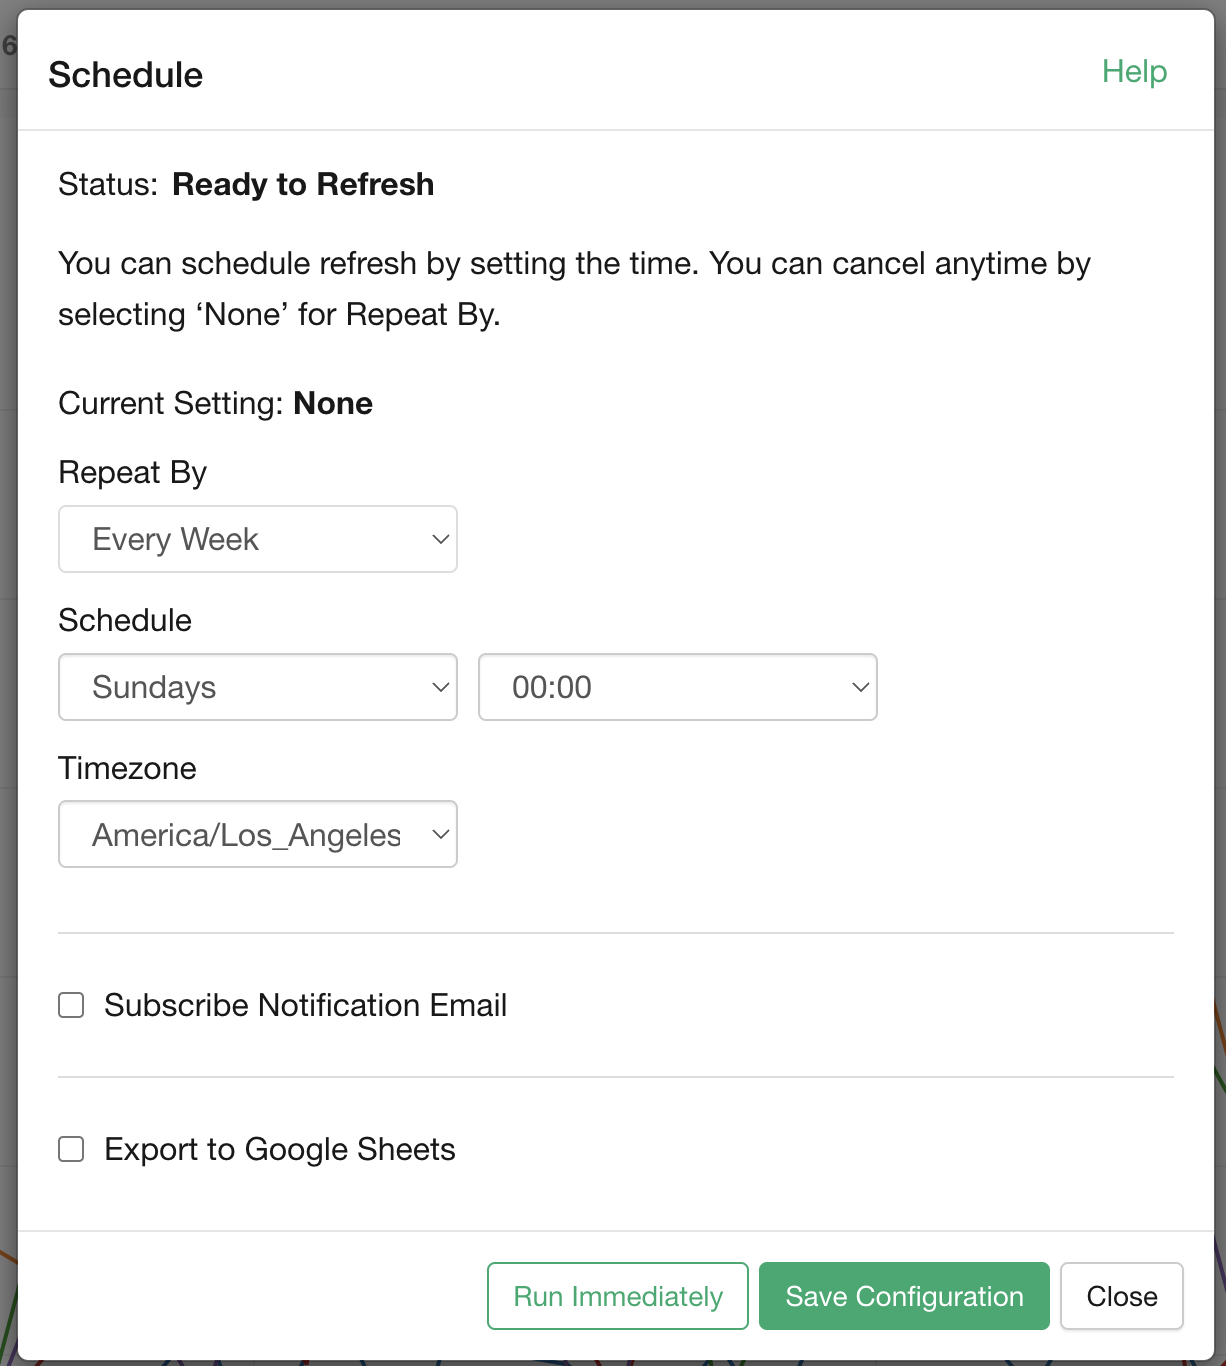 6
Schedule
Help
Status: Ready to Refresh
You can schedule refresh by setting the time. You can cancel anytime by
selecting ‘None’ for Repeat By.
Current Setting: None
Repeat By
Every Week
Schedule
Sundays
00:00
Timezone
America/Los_Angeles
Subscribe Notification Email
Export to Google Sheets
Run Immediately
Save Configuration
Close